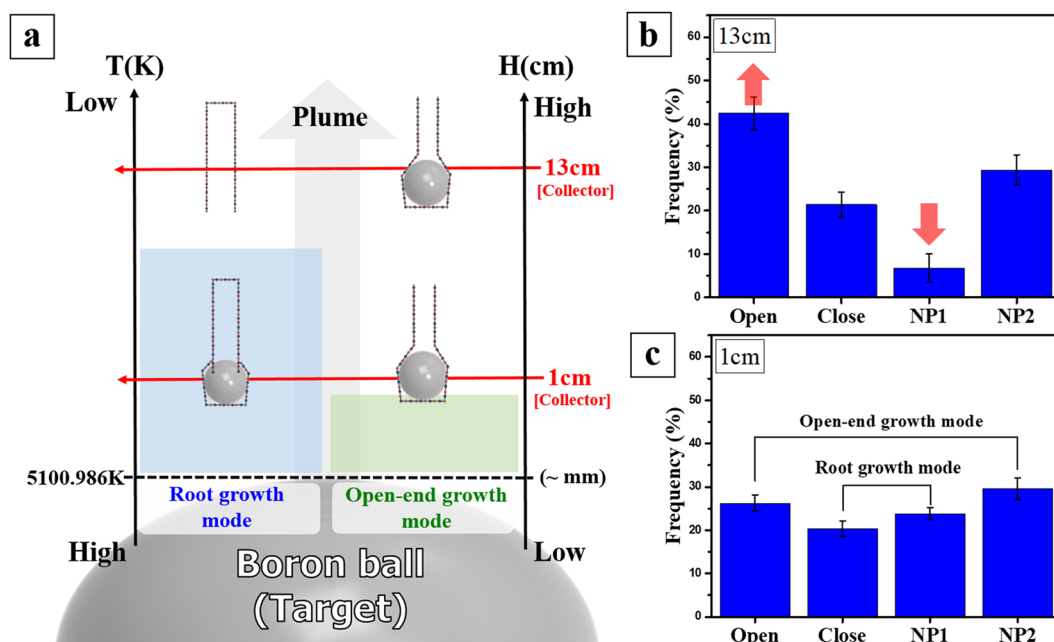 a
T(K)
H(cm)
Low
Plume
High
13cm
[Collector]
1cm
[Collector]
5100.986K
(~ mm)
Root growth
mode
Open-end growth
mode
High
Low
Boron ball
(Target)
b
13cm
Frequency (%)
60
50
40
30
20
10
0
Open Close NP1 NP2
c
1cm
Frequency (%)
60
50
40
30
20
10
0
Open-end growth mode
Root growth mode
Open Close NP1 NP2